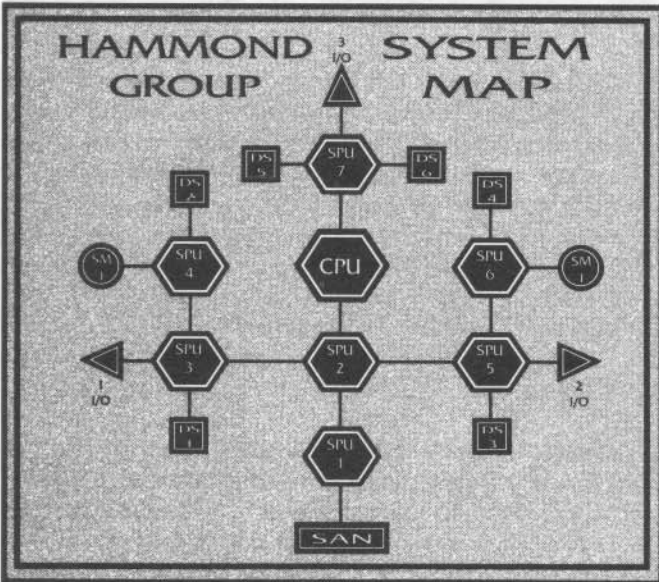 HAMMOND GROUP
SYSTEM MAP
3
I/O
SPU
7
DS
5
DS
6
DS
2
DS
4
SM
1
SPU
4
CPU
SPU
6
SM
1
1
I/O
SPU
3
SPU
2
SPU
5
2
I/O
DS
1
SPU
1
DS
3
SAN